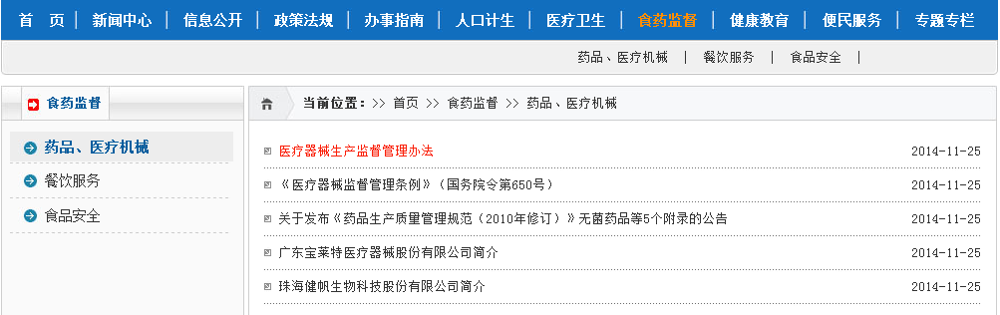 首 页 | 新闻中心 | 信息公开 | 政策法规 | 办事指南 | 人口计生 | 医疗卫生 | 食药监督 | 健康教育 | 便民服务 | 专题专栏
药品、医疗机械 | 餐饮服务 | 食品安全 |
食药监督
药品、医疗机械
餐饮服务
食品安全
当前位置：>> 首页 >> 食药监督 >> 药品、医疗机械
医疗器械生产监督管理办法 2014-11-25
《医疗器械监督管理条例》（国务院令第650号） 2014-11-25
关于发布《药品生产质量管理规范（2010年修订）》无菌药品等5个附录的公告 2014-11-25
广东宝莱特医疗器械股份有限公司简介 2014-11-25
珠海健帆生物科技股份有限公司简介 2014-11-25